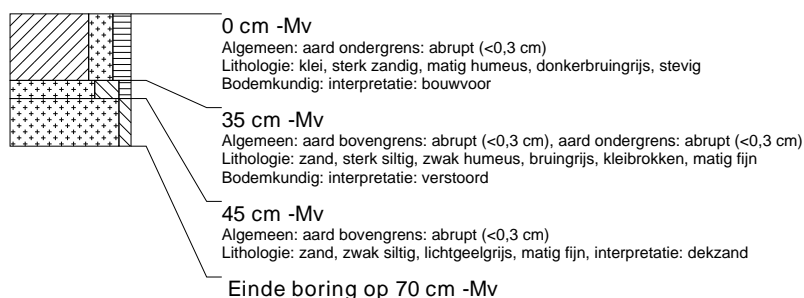 0 cm -Mv
Algemeen: aard ondergrens: abrupt (<0,3 cm)
Lithologie: klei, sterk zandig, matig humeus, donkerbruingrijs, stevig
Bodemkundig: interpretatie: bouwvoor
35 cm -Mv
Algemeen: aard bovengrens: abrupt (<0,3 cm), aard ondergrens: abrupt (<0,3 cm)
Lithologie: zand, sterk siltig, zwak humeus, bruingrijs, kleibrokken, matig fijn
Bodemkundig: interpretatie: verstoord
45 cm -Mv
Algemeen: aard bovengrens: abrupt (<0,3 cm)
Lithologie: zand, zwak siltig, lichtgeelgrijs, matig fijn, interpretatie: dekzand
Einde boring op 70 cm -Mv